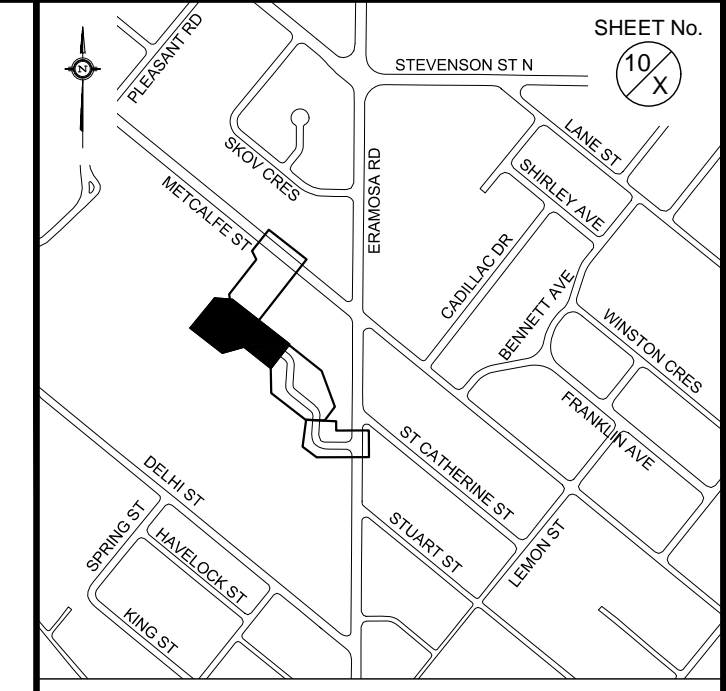 SHEET No.
10
X
N
PLEASANT RD
STEVENSON ST N
SKOV CRES
LANE ST
SHIRLEY AVE
METCALFE ST
ERAMOSA RD
CADILLAC DR
BENNETT AVE
WINSTON CRES
FRANKLIN AVE
ST CATHERINE ST
DELHI ST
SPRING ST
HAVELOCK ST
STUART ST
LEMON ST
KING ST